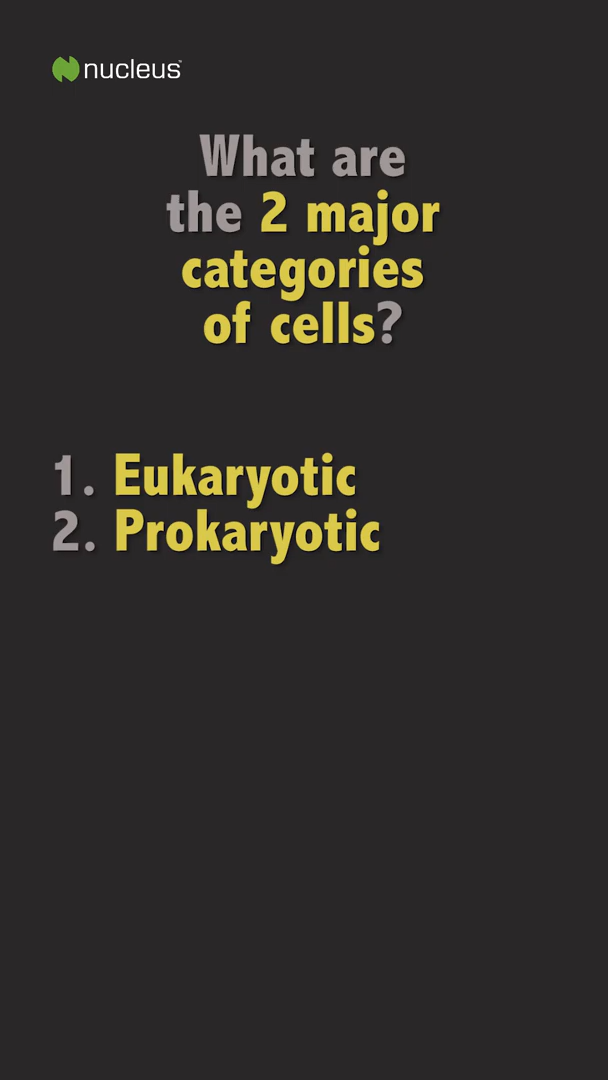 nucleus
What are
the 2 major
categories
of cells?
1. Eukaryotic
2. Prokaryotic